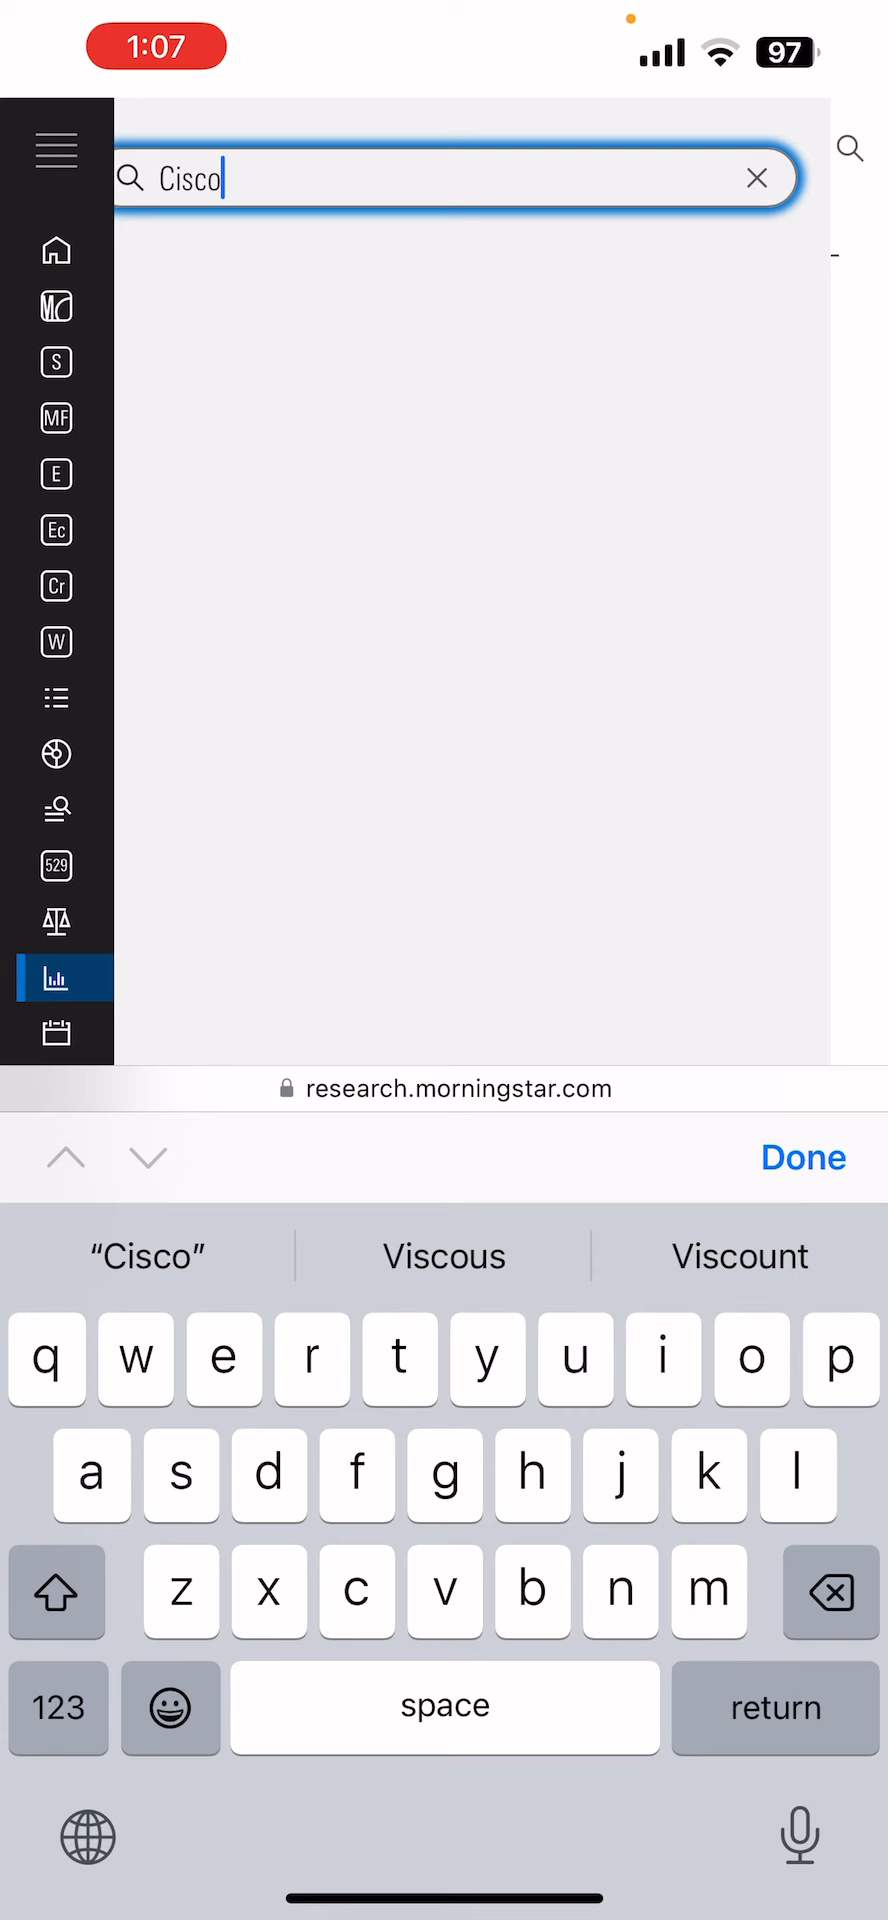 1:07
97
Cisco
M
S
MF
E
Ec
Cr
W
529
research.morningstar.com
Done
“Cisco”
Viscous
Viscount
q w e r t y u i o p
a s d f g h j k l
z x c v b n m
123
space
return